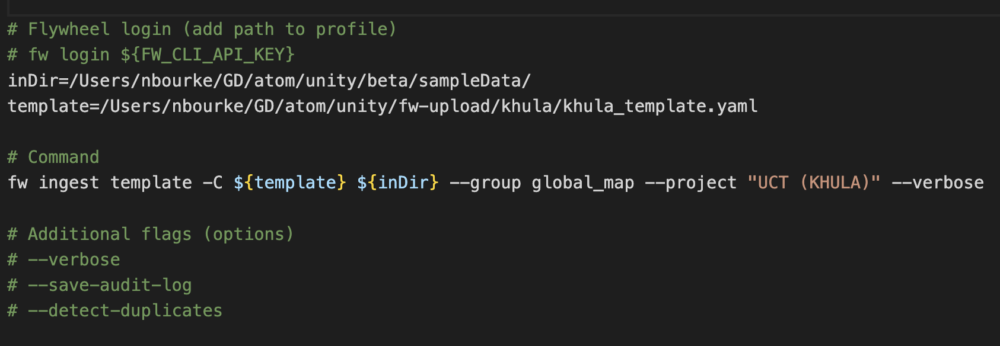 # Flywheel login (add path to profile)
# fw login ${FW_CLI_API_KEY}
inDir=/Users/nbourke/GD/atom/unity/beta/sampleData/
template=/Users/nbourke/GD/atom/unity/fw-upload/khula/khula_template.yaml
# Command
fw ingest template -C ${template} ${inDir} --group global_map --project "UCT (KHULA)" --verbose
# Additional flags (options)
# --verbose
# --save-audit-log
# --detect-duplicates